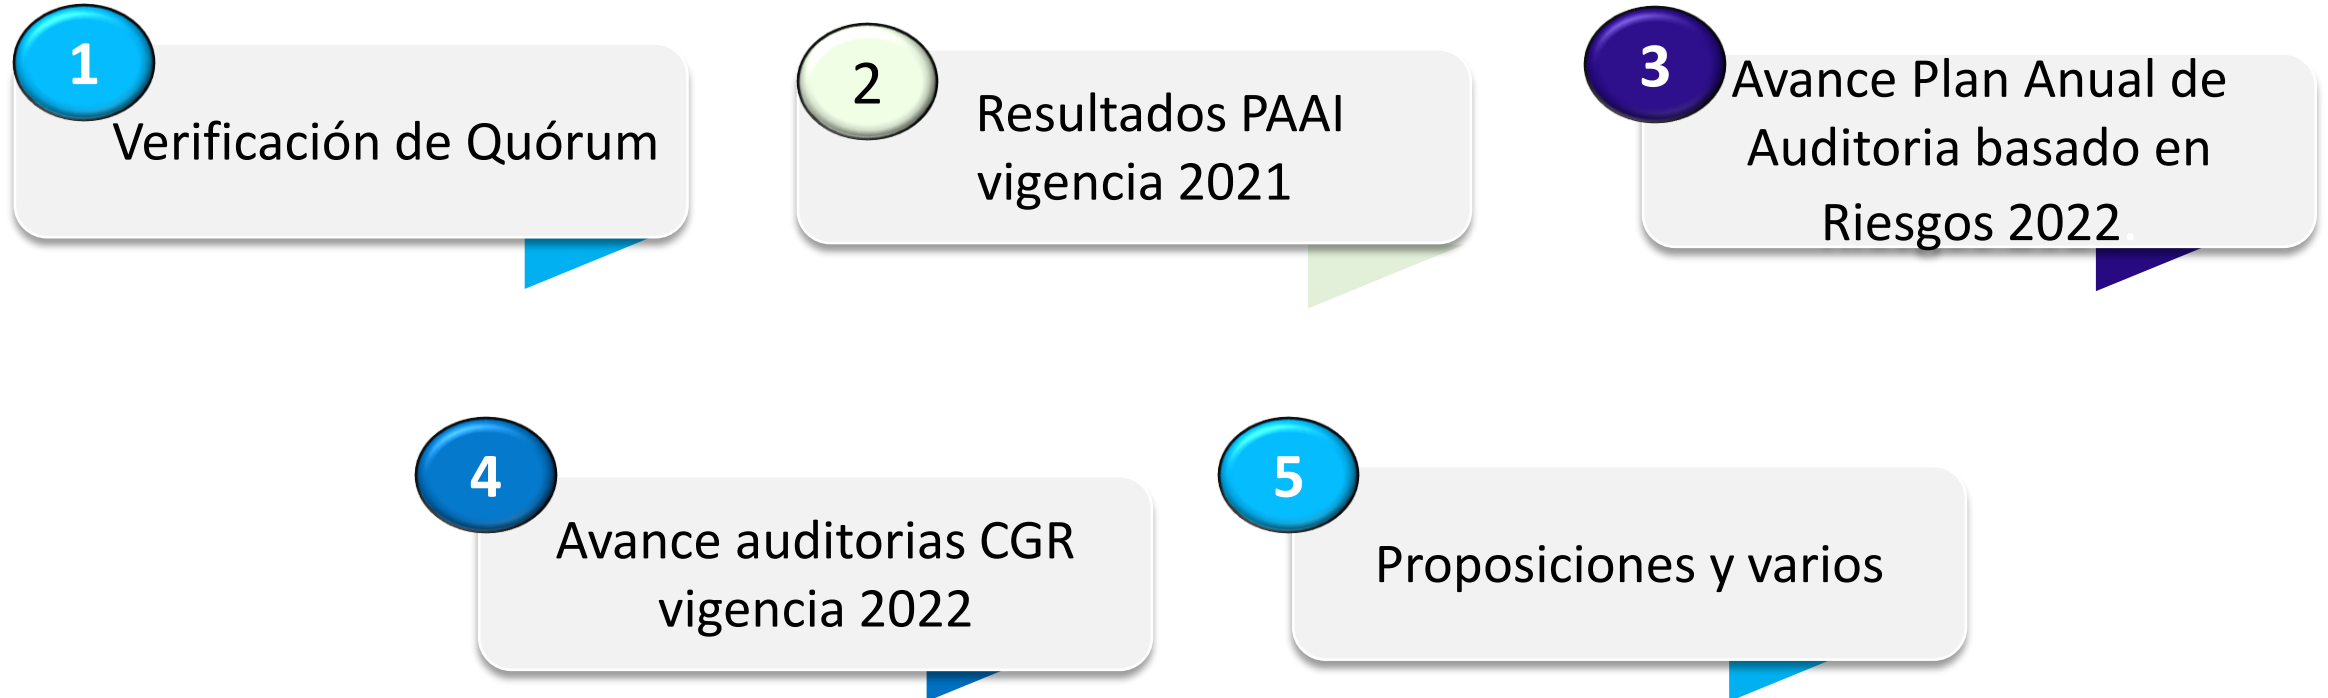 1
Verificación de Quórum
2
Resultados PAAI
vigencia 2021
3
Avance Plan Anual de
Auditoria basado en
Riesgos 2022.
4
Avance auditorias CGR
vigencia 2022
5
Proposiciones y varios